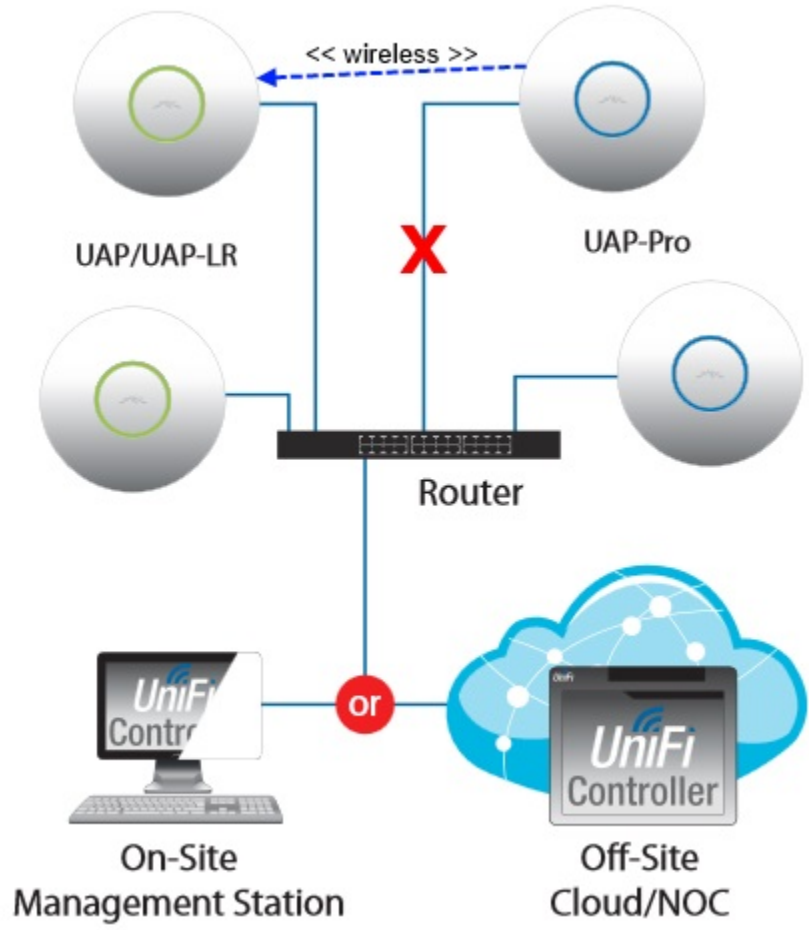 << wireless >>
UAP/UAP-LR
UAP-Pro
X
Router
UniFi
Contr
or
UniFi
UniFi
Controller
On-Site
Management Station
Off-Site
Cloud/NOC